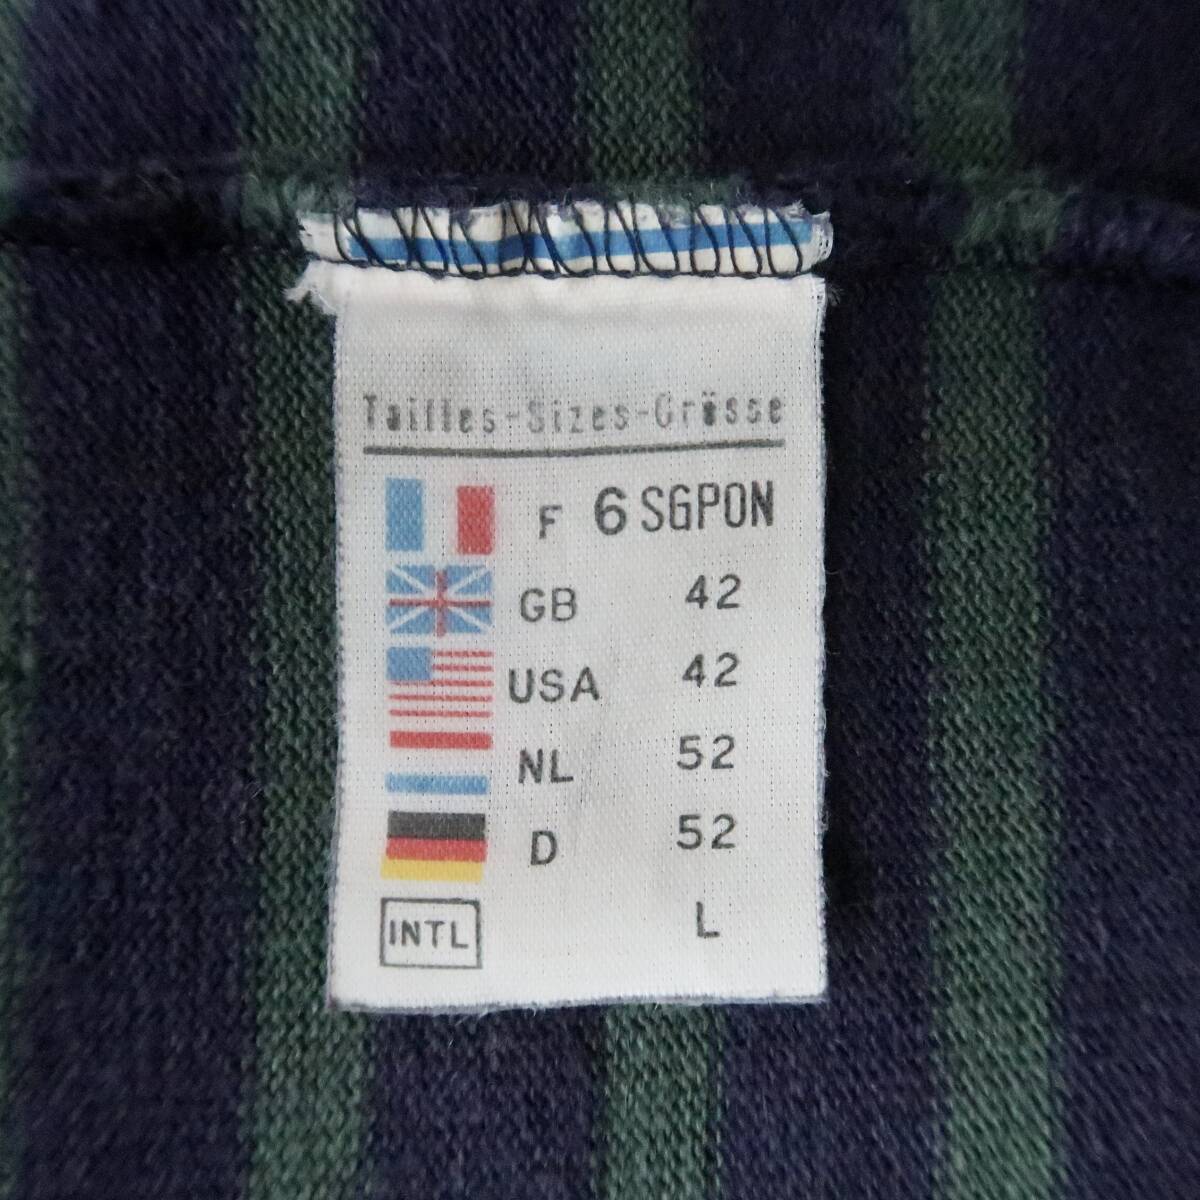 Tailles-Sizes-Grösse
F 6 SGPON
GB 42
USA 42
NL 52
D 52
INTL L